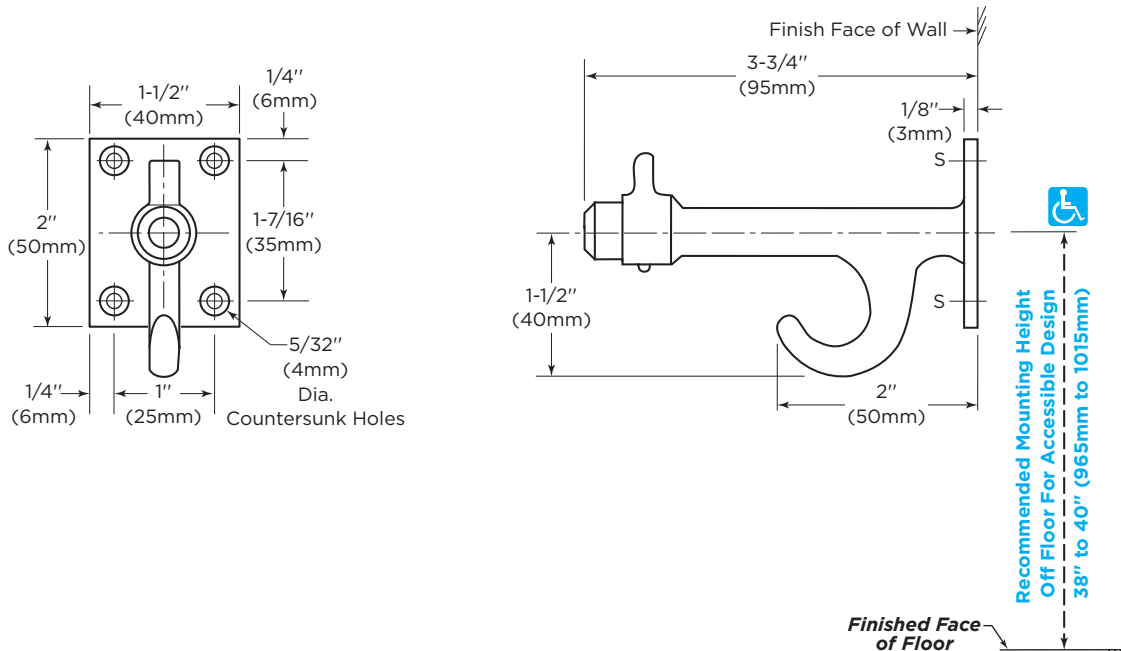 Finish Face of Wall
3-3/4"
(95mm)
1/8"
(3mm)
S
S
1-1/2"
(40mm)
2"
(50mm)
1-1/2"
(40mm)
1/4"
(6mm)
2"
(50mm)
1-7/16"
(35mm)
5/32"
(4mm)
Dia.
Countersunk Holes
1/4"
(6mm)
1"
(25mm)
Recommended Mounting Height
Off Floor For Accessible Design
38" to 40" (965mm to 1015mm)
Finished Face
of Floor